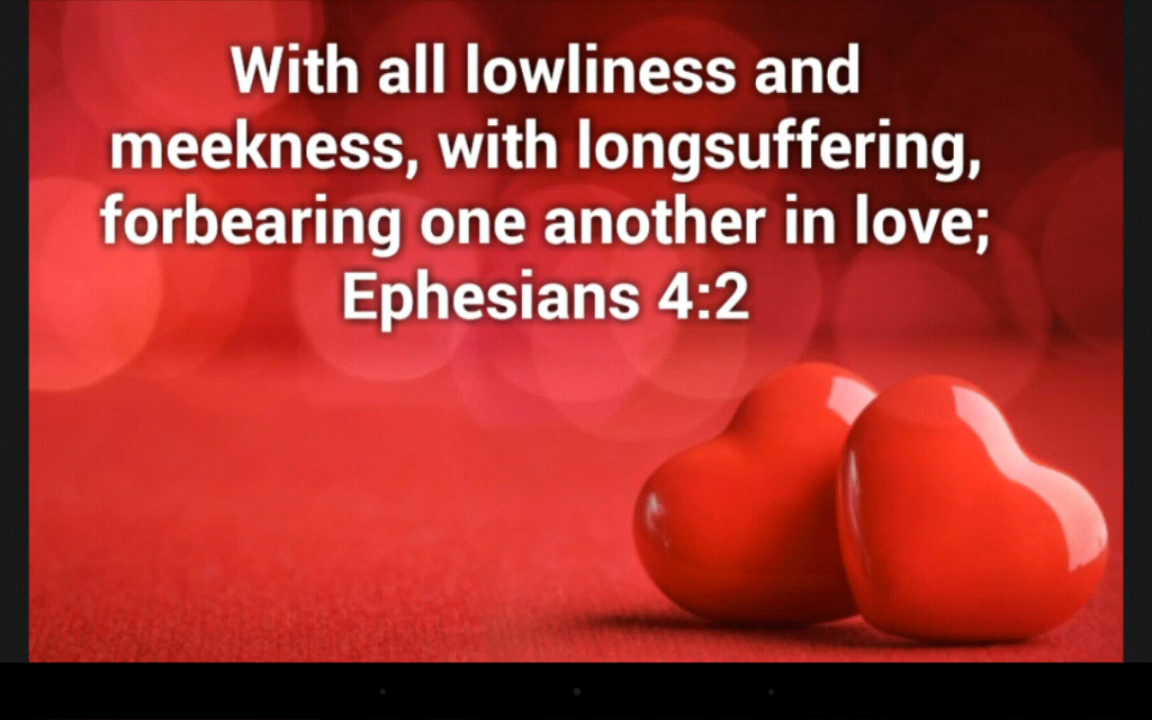 With all lowliness and
meekness, with longsuffering,
forbearing one another in love;
Ephesians 4:2